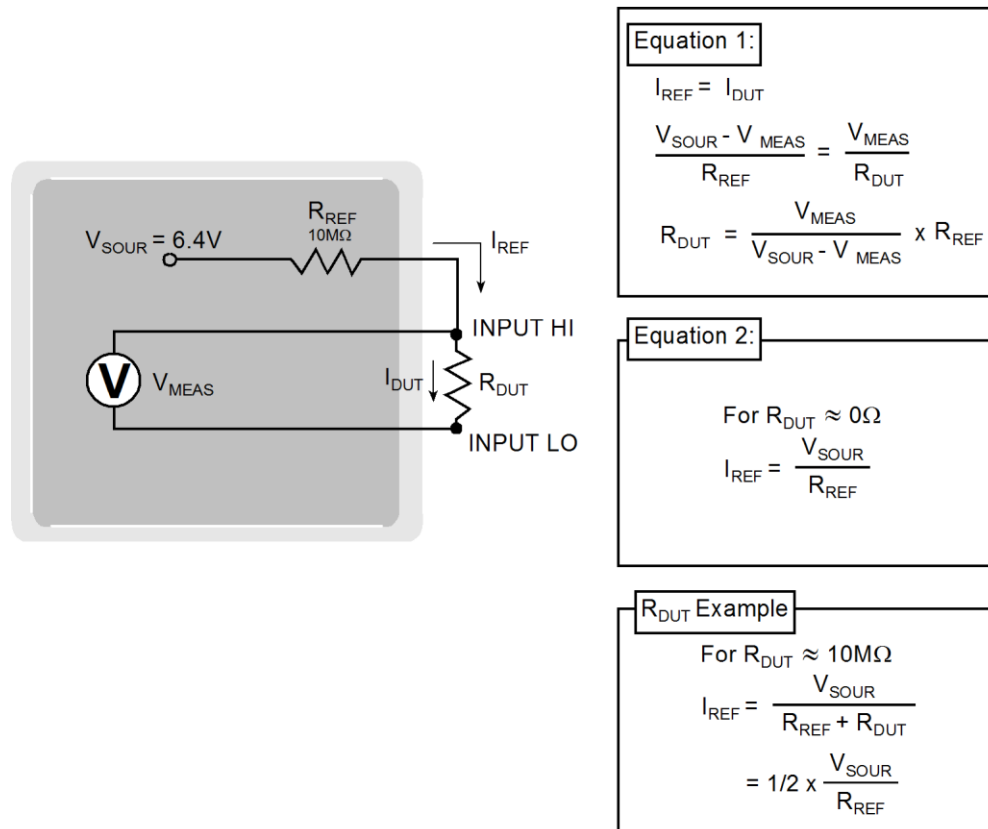 V_SOUR = 6.4V
R_REF
10MΩ
I_REF
INPUT HI
V
V_MEAS
I_DUT
R_DUT
INPUT LO
Equation 1:
I_REF = I_DUT
V_SOUR - V_MEAS
R_REF
=
V_MEAS
R_DUT
R_DUT =
V_MEAS
V_SOUR - V_MEAS
x R_REF
Equation 2:
For R_DUT ≈ 0Ω
I_REF =
V_SOUR
R_REF
R_DUT Example
For R_DUT ≈ 10MΩ
I_REF =
V_SOUR
R_REF + R_DUT
= 1/2 x
V_SOUR
R_REF